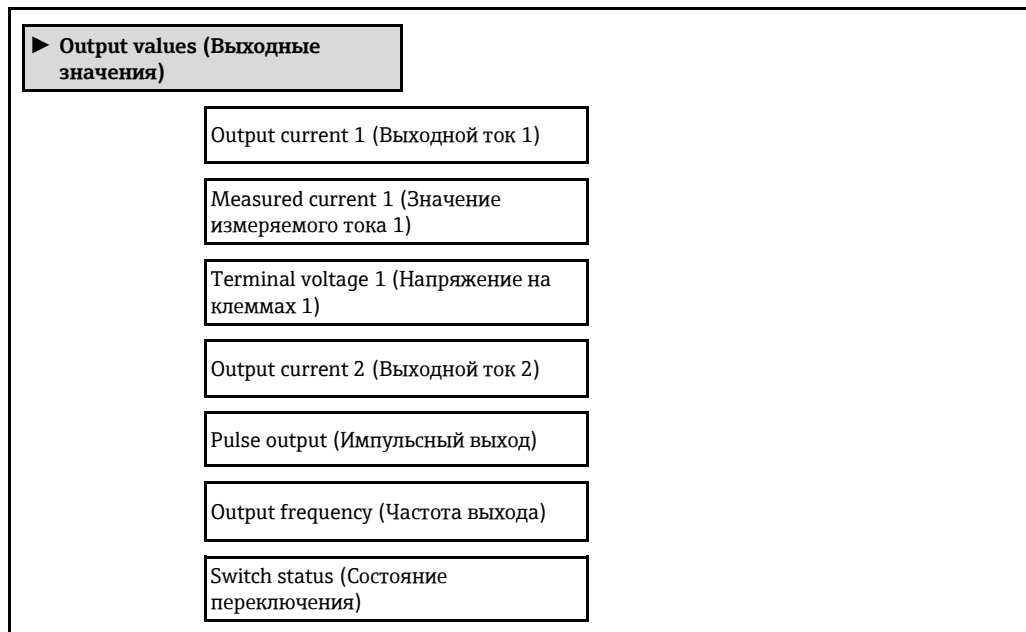 ► Output values (Выходные
значения)
Output current 1 (Выходной ток 1)
Measured current 1 (Значение
измеряемого тока 1)
Terminal voltage 1 (Напряжение на
клеммах 1)
Output current 2 (Выходной ток 2)
Pulse output (Импульсный выход)
Output frequency (Частота выхода)
Switch status (Состояние
переключения)